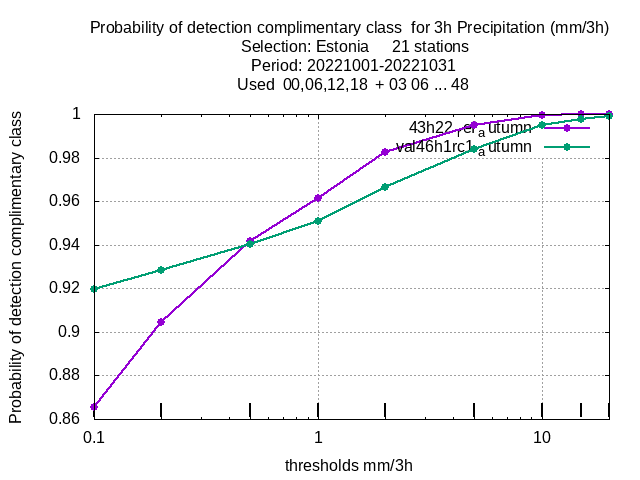 Probability of detection complimentary class  for 3h Precipitation (mm/3h)
Selection: Estonia     21 stations
Period: 20221001-20221031
Used  00,06,12,18  + 03 06 ... 48
Probability of detection complimentary class
1
0.98
0.96
0.94
0.92
0.9
0.88
0.86
43h22_ref_autumn
val46h1rc1_autumn
0.1
1
10
thresholds mm/3h